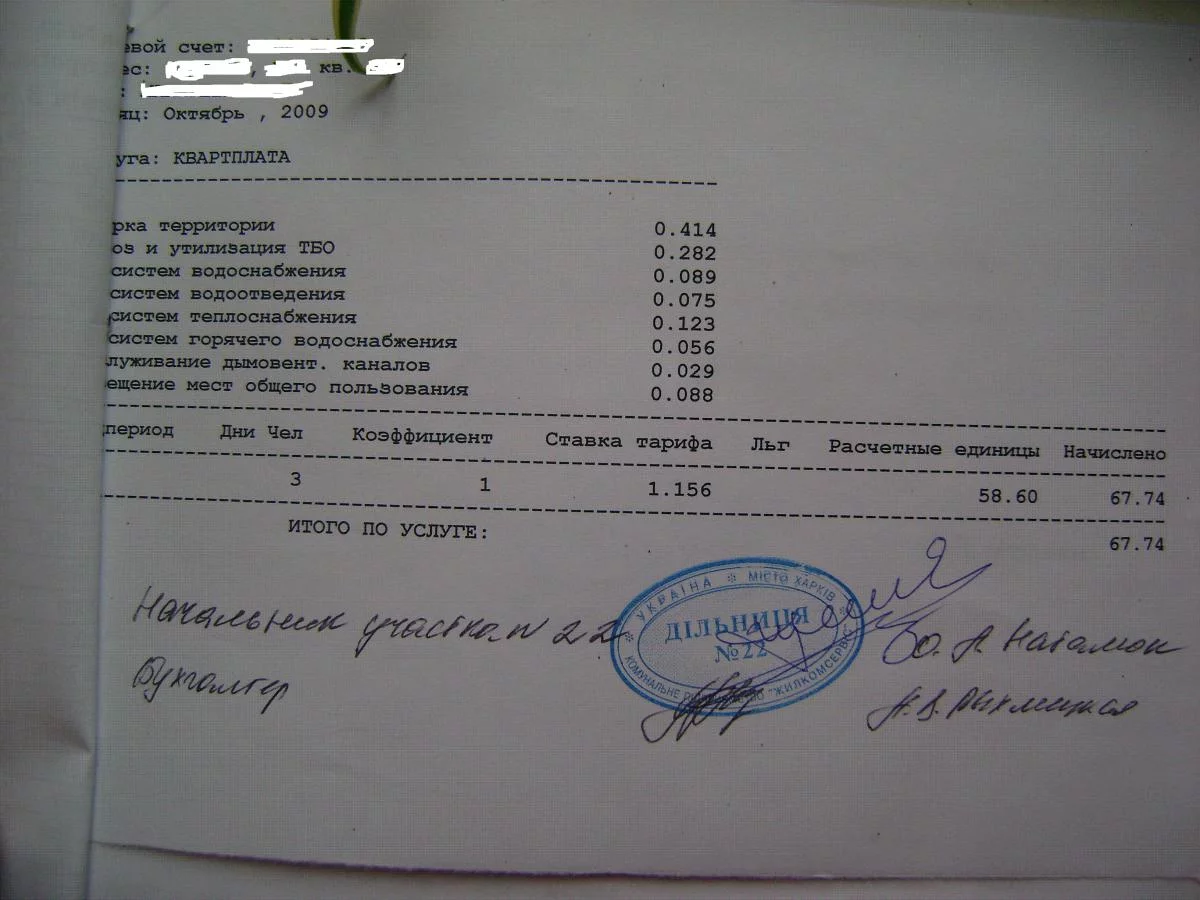 евой счет:
ес: , кв.
:
яц: Октябрь , 2009
уга: КВАРТПЛАТА
рка территории 0.414
оз и утилизация ТБО 0.282
систем водоснабжения 0.089
систем водоотведения 0.075
систем теплоснабжения 0.123
систем горячего водоснабжения 0.056
луживание дымовент. каналов 0.029
ещение мест общего пользования 0.088
период Дни Чел Коэффициент Ставка тарифа Льг Расчетные единицы Начислено
3 1 1.156 58.60 67.74
ИТОГО ПО УСЛУГЕ: 67.74
УКРАЇНА * МІСТО ХАРКІВ *
ДІЛЬНИЦЯ
№22
КОМУНАЛЬНЕ "ЖИЛКОМСЕРВІС"
Начальник участка N 22
Бухгалтер